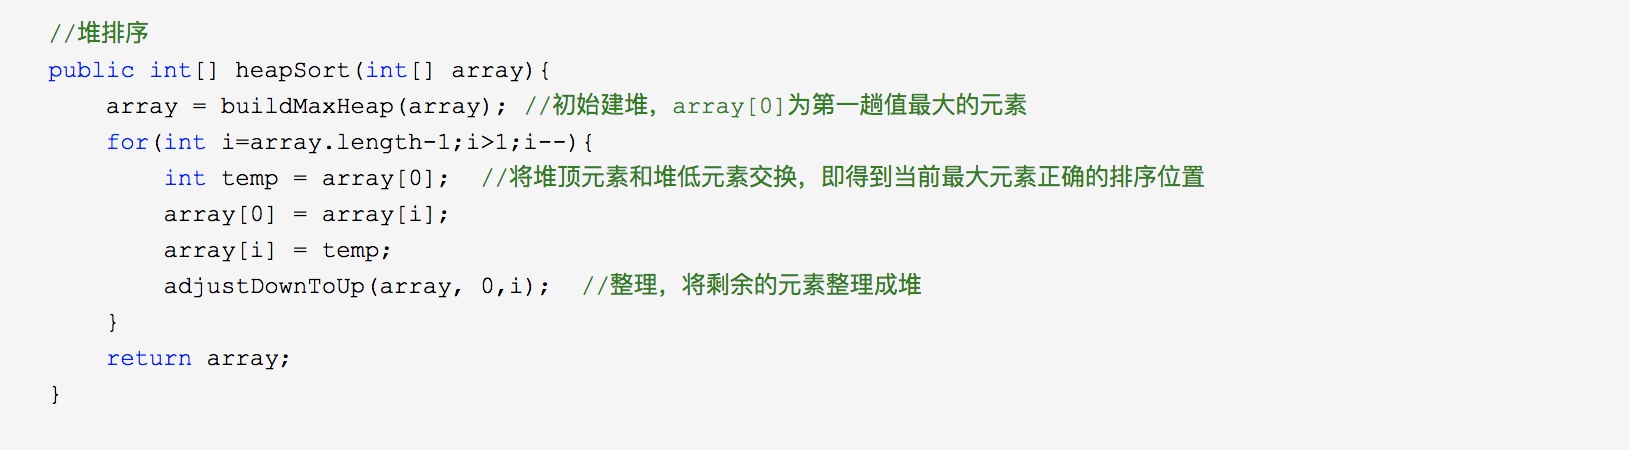 //堆排序
public int[] heapSort(int[] array){
    array = buildMaxHeap(array); //初始建堆，array[0]为第一趟值最大的元素
    for(int i=array.length-1;i>1;i--){
        int temp = array[0];  //将堆顶元素和堆低元素交换，即得到当前最大元素正确的排序位置
        array[0] = array[i];
        array[i] = temp;
        adjustDownToUp(array, 0,i);  //整理，将剩余的元素整理成堆
    }
    return array;
}